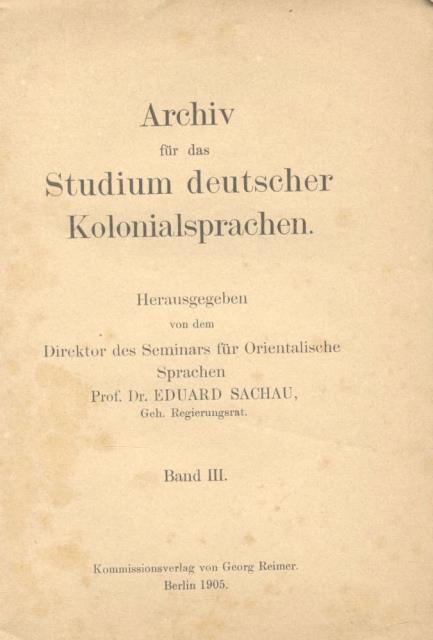 Archiv
für das
Studium deutscher
Kolonialsprachen.
Herausgegeben
von dem
Direktor des Seminars für Orientalische
Sprachen
Prof. Dr. EDUARD SACHAU,
Geh. Regierungsrat.
Band III.
Kommissionsverlag von Georg Reimer.
Berlin 1905.